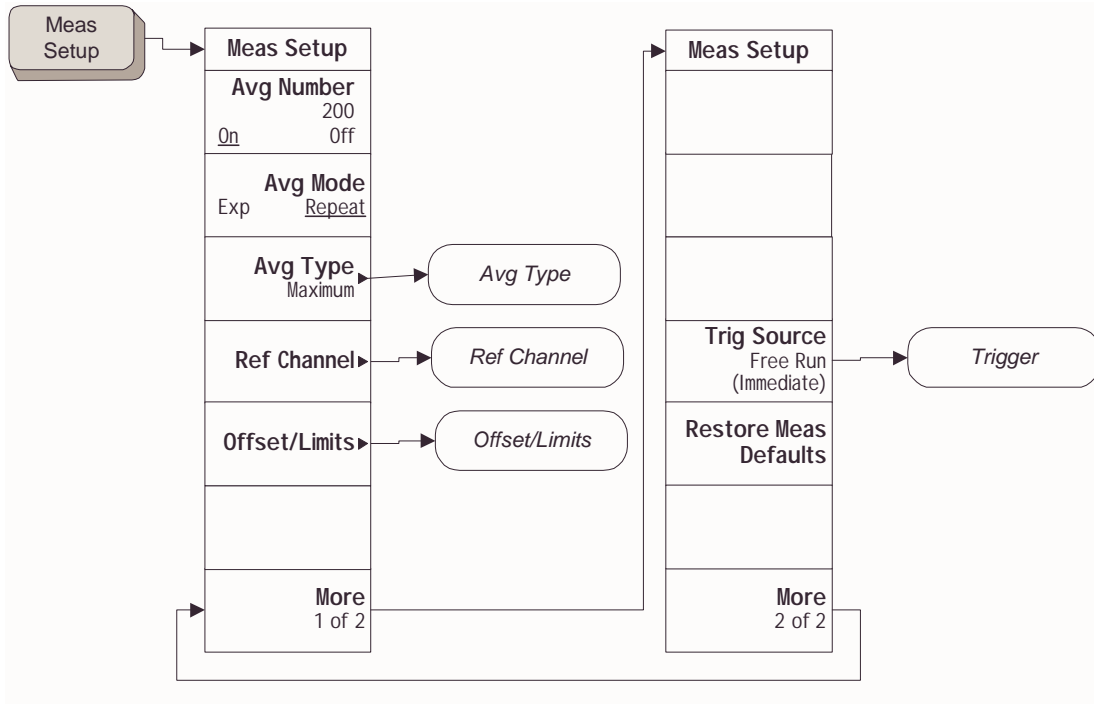 Meas
Setup
Meas Setup
Avg Number
200
On Off
Avg Mode
Exp Repeat
Avg Type
Maximum
Avg Type
Ref Channel
Ref Channel
Offset/Limits
Offset/Limits
More
1 of 2
Meas Setup
Trig Source
Free Run
(Immediate)
Trigger
Restore Meas
Defaults
More
2 of 2